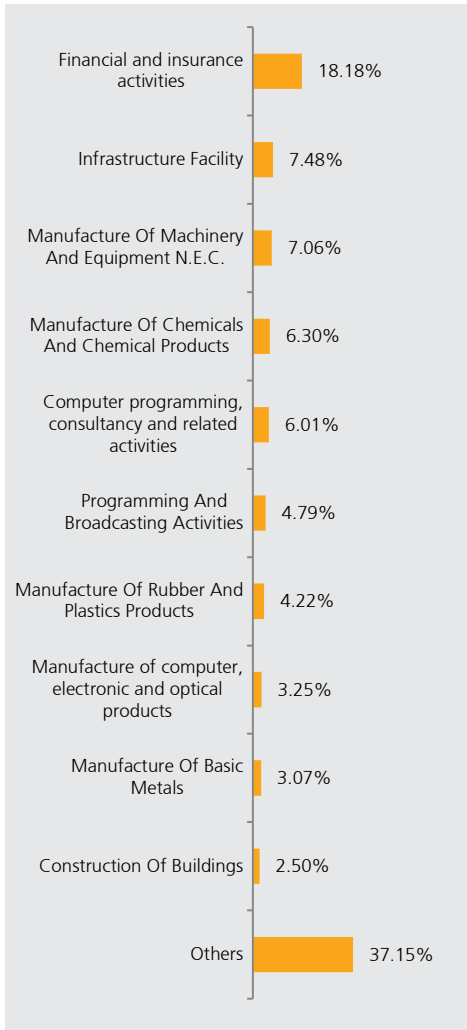 Financial and insurance
activities
18.18%
Infrastructure Facility
7.48%
Manufacture Of Machinery
And Equipment N.E.C.
7.06%
Manufacture Of Chemicals
And Chemical Products
6.30%
Computer programming,
consultancy and related
activities
6.01%
Programming And
Broadcasting Activities
4.79%
Manufacture Of Rubber And
Plastics Products
4.22%
Manufacture of computer,
electronic and optical
products
3.25%
Manufacture Of Basic
Metals
3.07%
Construction Of Buildings
2.50%
Others
37.15%